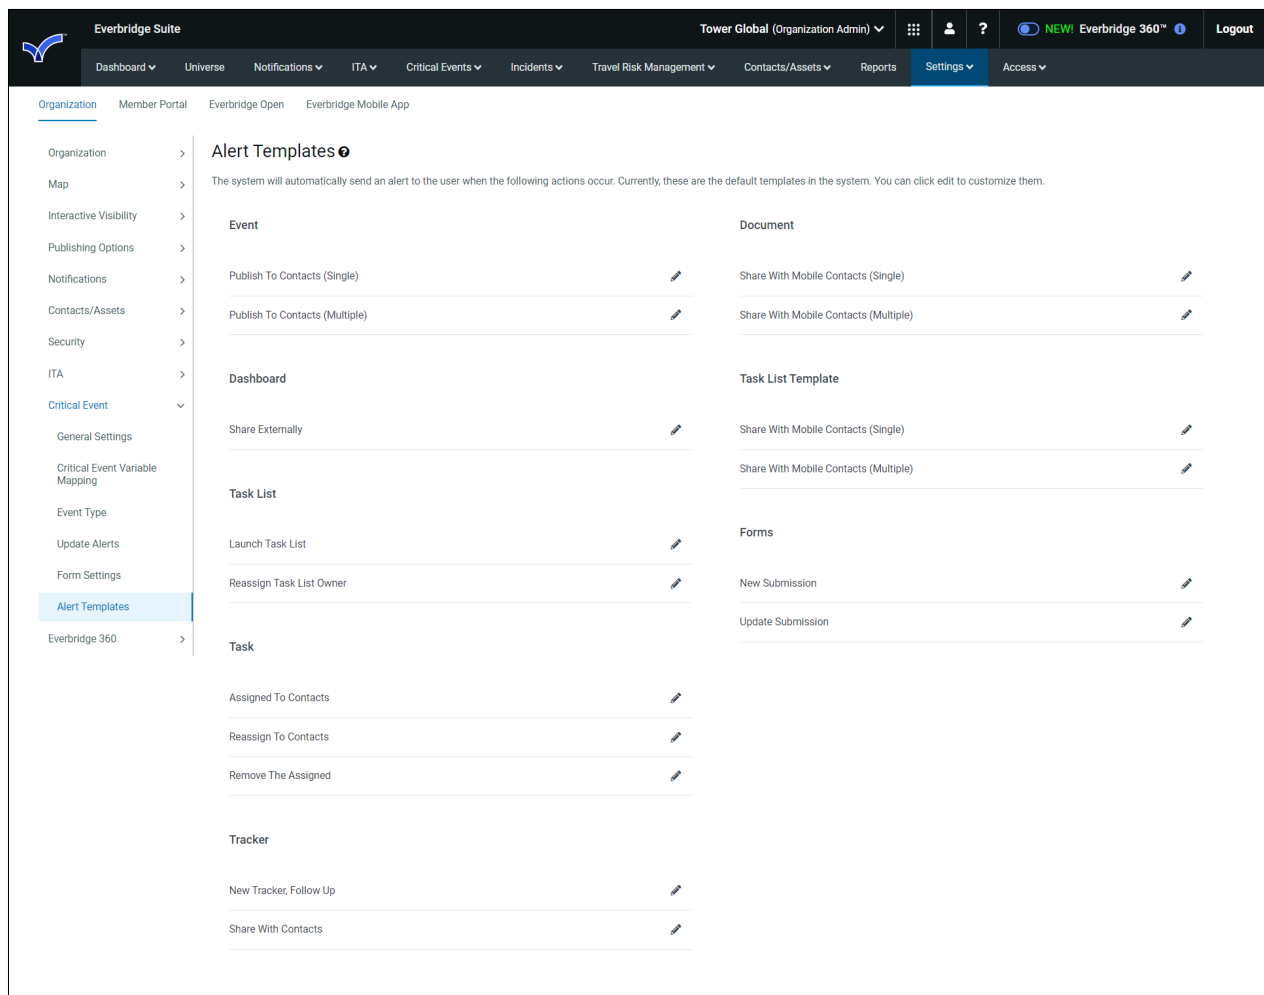 Everbridge Suite
Tower Global (Organization Admin)
?
NEW! Everbridge 360™
Logout
Dashboard
Universe
Notifications
ITA
Critical Events
Incidents
Travel Risk Management
Contacts/Assets
Reports
Settings
Access
Organization
Member Portal
Everbridge Open
Everbridge Mobile App
Organization
Map
Interactive Visibility
Publishing Options
Notifications
Contacts/Assets
Security
ITA
Critical Event
General Settings
Critical Event Variable
Mapping
Event Type
Update Alerts
Form Settings
Alert Templates
Everbridge 360
Alert Templates
The system will automatically send an alert to the user when the following actions occur. Currently, these are the default templates in the system. You can click edit to customize them.
Event
Publish To Contacts (Single)
Publish To Contacts (Multiple)
Dashboard
Share Externally
Task List
Launch Task List
Reassign Task List Owner
Task
Assigned To Contacts
Reassign To Contacts
Remove The Assigned
Tracker
New Tracker, Follow Up
Share With Contacts
Document
Share With Mobile Contacts (Single)
Share With Mobile Contacts (Multiple)
Task List Template
Share With Mobile Contacts (Single)
Share With Mobile Contacts (Multiple)
Forms
New Submission
Update Submission